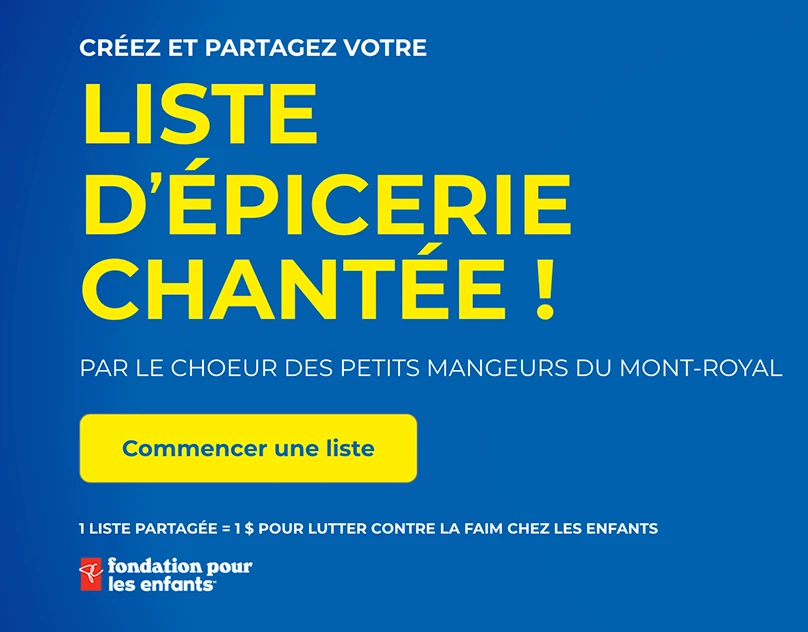 CRÉEZ ET PARTAGEZ VOTRE
LISTE
D’ÉPICERIE
CHANTÉE !
PAR LE CHOEUR DES PETITS MANGEURS DU MONT-ROYAL
Commencer une liste
1 LISTE PARTAGÉE = 1 $ POUR LUTTER CONTRE LA FAIM CHEZ LES ENFANTS
fondation pour
les enfants